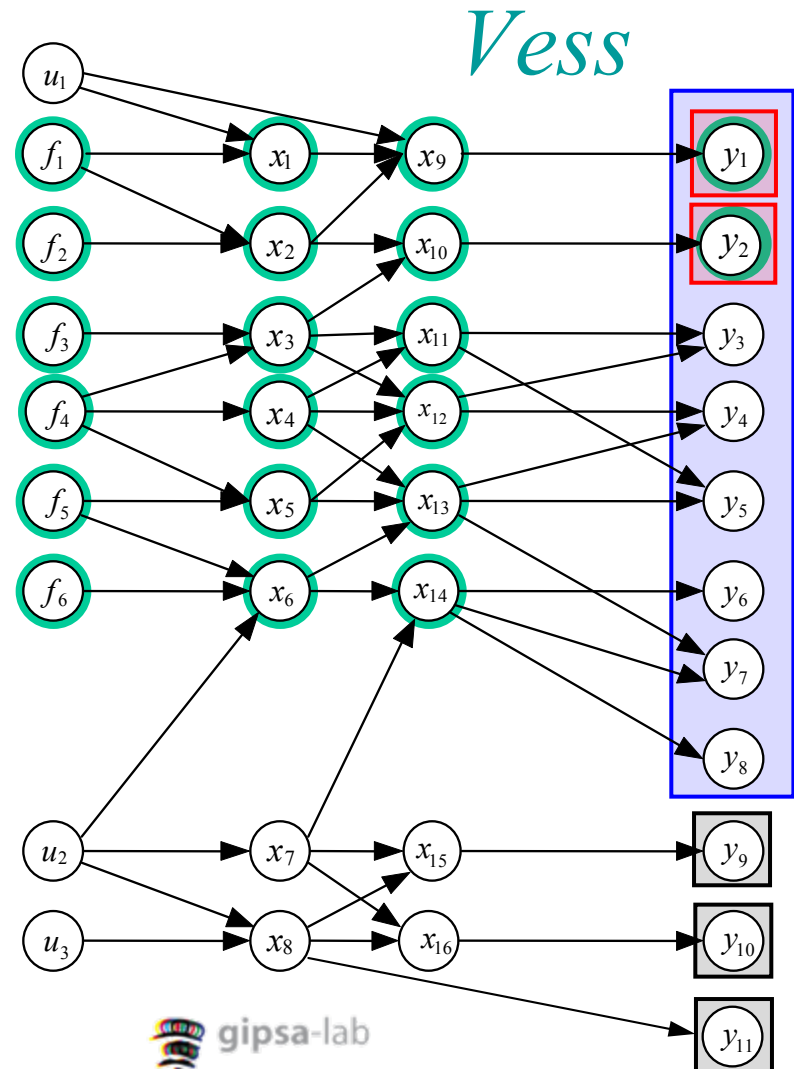 Vess
u1
f1 x1 x9 y1
f2 x2 x10 y2
f3 x3 x11 y3
f4 x4 x12 y4
f5 x5 x13 y5
f6 x6 x14 y6
y7
y8
u2 x7 x15 y9
u3 x8 x16 y10
gipsa-lab
y11